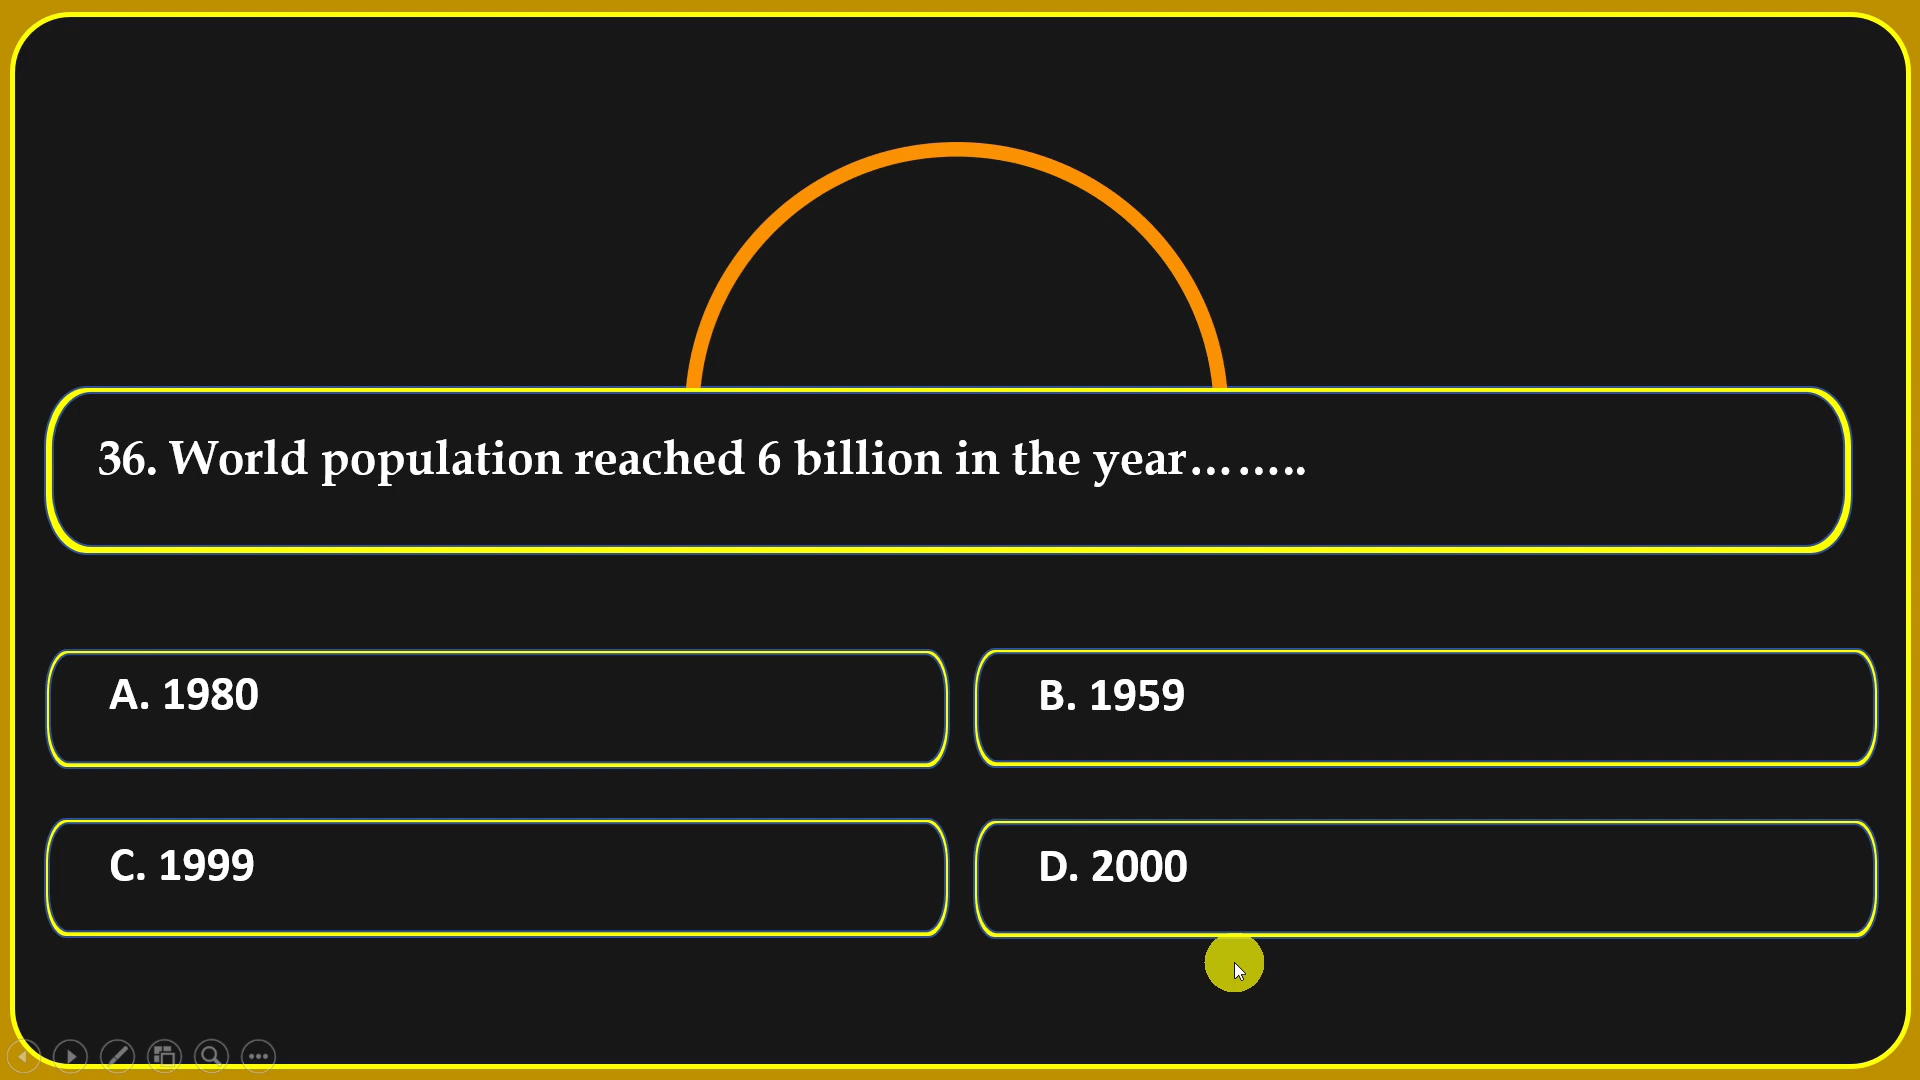 36. World population reached 6 billion in the year……..
A. 1980
B. 1959
C. 1999
D. 2000